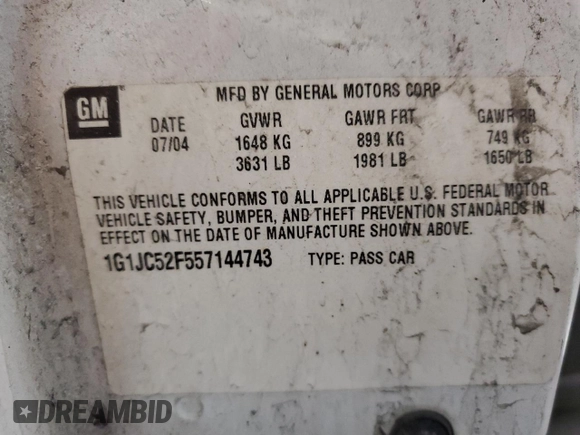 GM
MFD BY GENERAL MOTORS CORP
DATE GVWR GAWR FRT GAWR RR
07/04 1648 KG 899 KG 749 KG
3631 LB 1981 LB 1650 LB
THIS VEHICLE CONFORMS TO ALL APPLICABLE U.S. FEDERAL MOTOR
VEHICLE SAFETY, BUMPER, AND THEFT PREVENTION STANDARDS IN
EFFECT ON THE DATE OF MANUFACTURE SHOWN ABOVE.
1G1JC52F557144743 TYPE: PASS CAR
DREAMBID